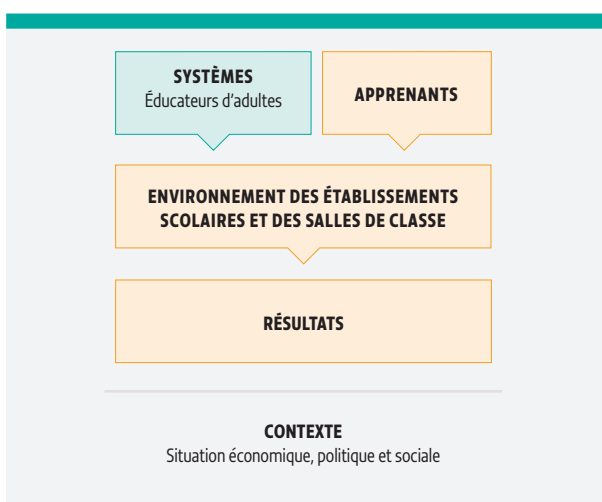 SYSTÈMES
Éducateurs d'adultes
APPRENANTS
ENVIRONNEMENT DES ÉTABLISSEMENTS
SCOLAIRES ET DES SALLES DE CLASSE
RÉSULTATS
CONTEXTE
Situation économique, politique et sociale